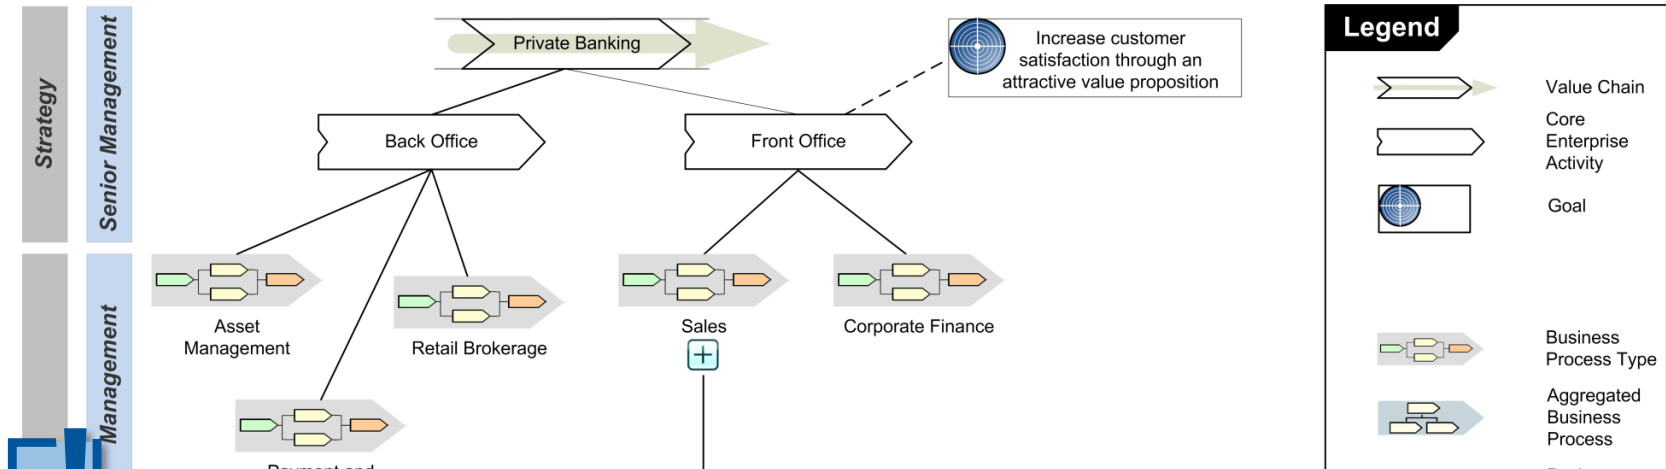 Strategy
Senior Management
Management
Private Banking
Increase customer
satisfaction through an
attractive value proposition
Back Office
Front Office
Asset
Management
Retail Brokerage
Sales
Corporate Finance
Payment and
Legend
Value Chain
Core
Enterprise
Activity
Goal
Business
Process Type
Aggregated
Business
Process